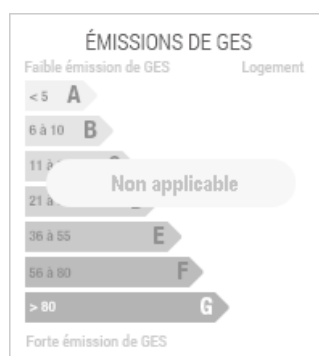 ÉMISSIONS DE GES
Faible émission de GES Logement
< 5 A
6 à 10 B
11 à
Non applicable
21 à
36 à 55 E
56 à 80 F
> 80 G
Forte émission de GES